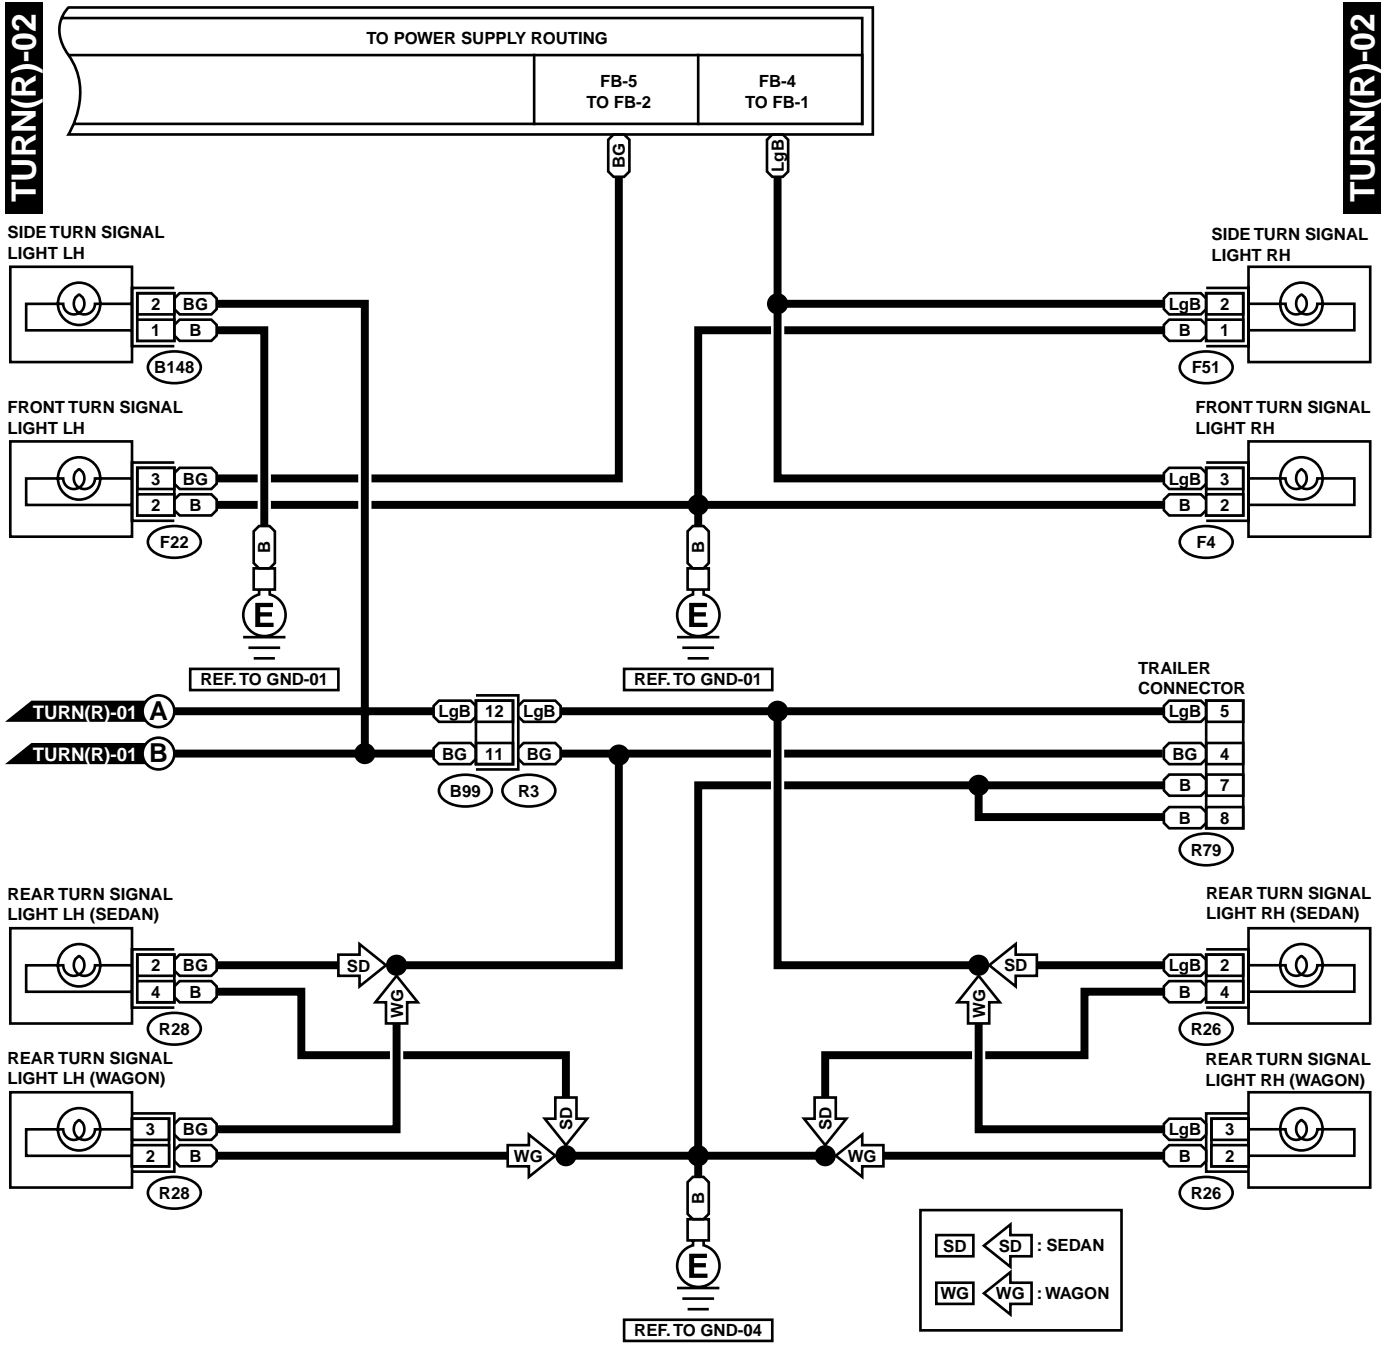 TURN(R)-02
TURN(R)-02
TO POWER SUPPLY ROUTING
FB-5
TO FB-2
FB-4
TO FB-1
BG
LgB
SIDE TURN SIGNAL
LIGHT LH
2 BG
1 B
B148
SIDE TURN SIGNAL
LIGHT RH
LgB 2
B 1
F51
FRONT TURN SIGNAL
LIGHT LH
3 BG
2 B
F22
FRONT TURN SIGNAL
LIGHT RH
LgB 3
B 2
F4
B
E
REF. TO GND-01
B
E
REF. TO GND-01
TURN(R)-01 A
LgB 12 LgB
TURN(R)-01 B
BG 11 BG
B99 R3
TRAILER
CONNECTOR
LgB 5
BG 4
B 7
B 8
R79
REAR TURN SIGNAL
LIGHT LH (SEDAN)
2 BG
4 B
R28
SD
WG
REAR TURN SIGNAL
LIGHT RH (SEDAN)
SD
WG
LgB 2
B 4
R26
REAR TURN SIGNAL
LIGHT LH (WAGON)
3 BG
2 B
R28
SD
WG
SD
WG
REAR TURN SIGNAL
LIGHT RH (WAGON)
LgB 3
B 2
R26
B
E
REF. TO GND-04
SD SD : SEDAN
WG WG : WAGON